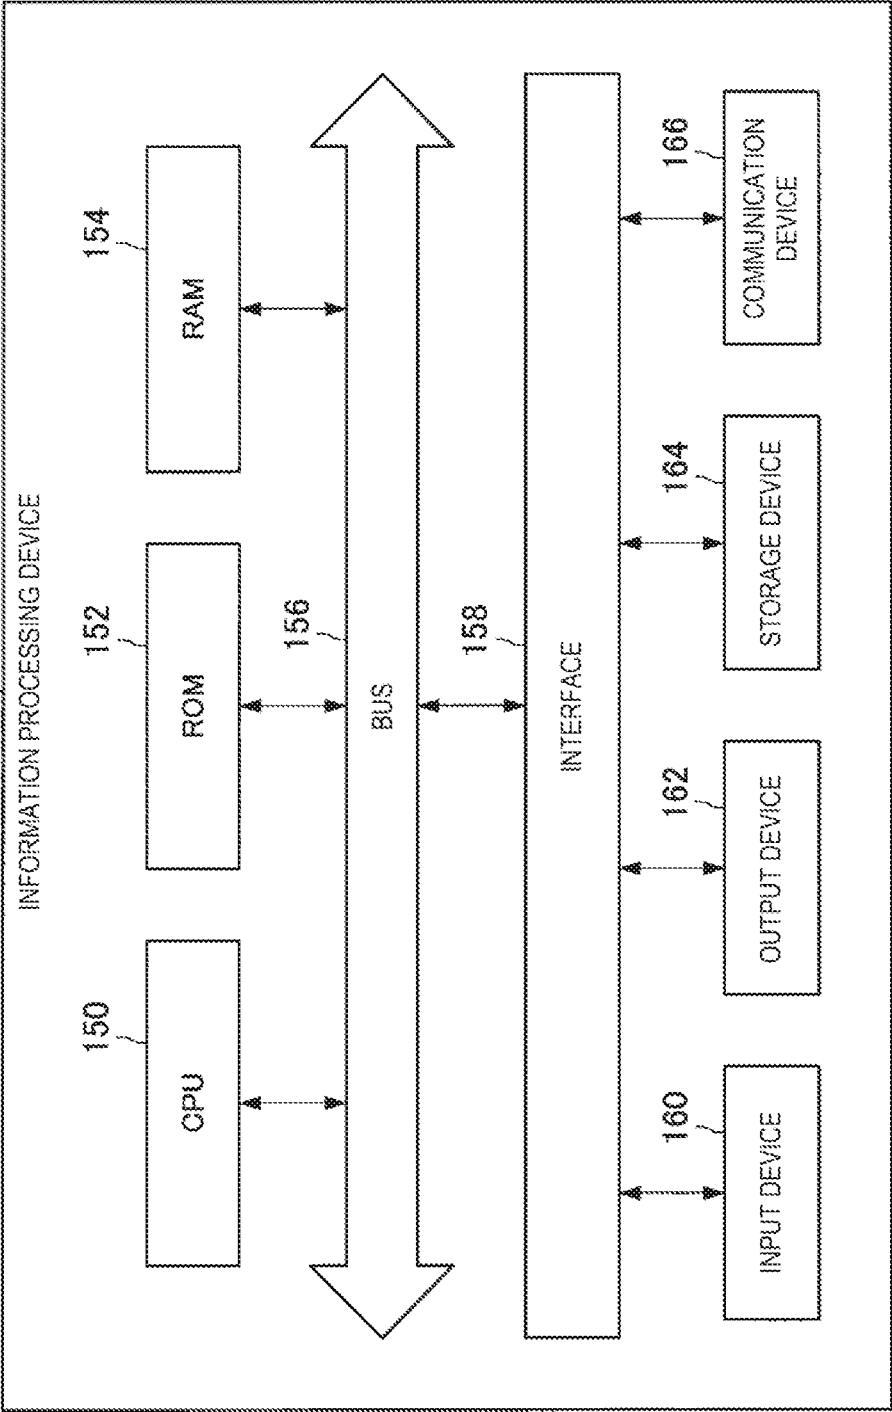 INFORMATION PROCESSING DEVICE
150
152
154
CPU
ROM
RAM
156
BUS
158
INTERFACE
160
162
164
166
INPUT DEVICE
OUTPUT DEVICE
STORAGE DEVICE
COMMUNICATION
DEVICE